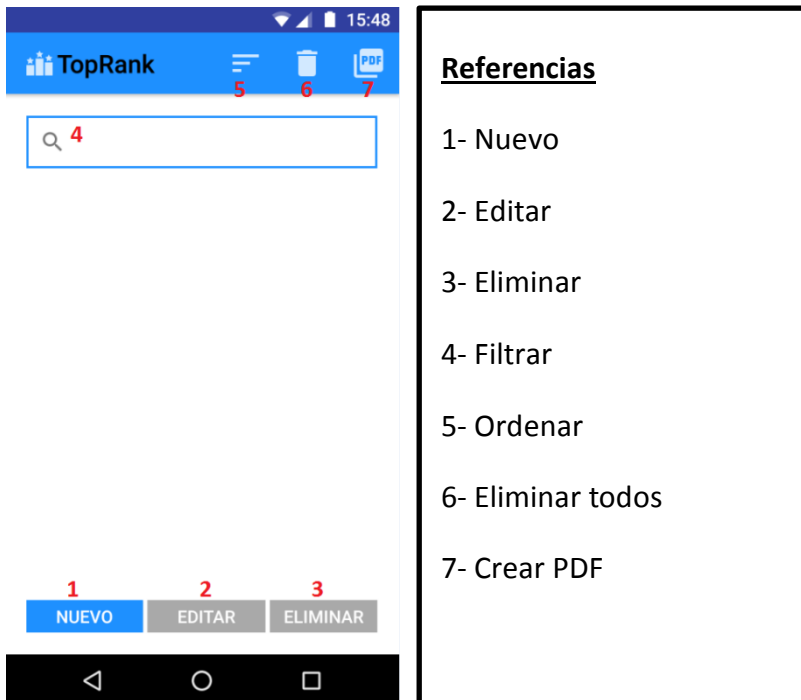 15:48
TopRank
PDF
5 6 7
4
1 2 3
NUEVO EDITAR ELIMINAR
Referencias
1- Nuevo
2- Editar
3- Eliminar
4- Filtrar
5- Ordenar
6- Eliminar todos
7- Crear PDF